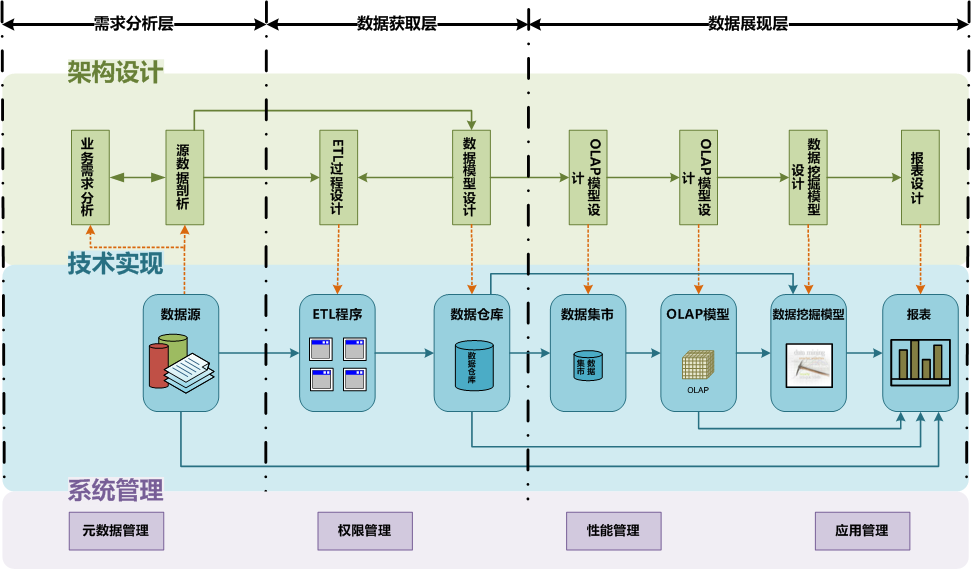 需求分析层
数据获取层
数据展现层
架构设计
业务需求分析
源数据剖析
ETL过程设计
数据模型设计
OLAP模型设
计
OLAP模型设
计
数据挖掘模型
设计
报表设计
技术实现
数据源
ETL程序
数据仓库
数据仓库
数据集市
数据
集市
OLAP模型
OLAP
数据挖掘模型
data mining
报表
系统管理
元数据管理
权限管理
性能管理
应用管理